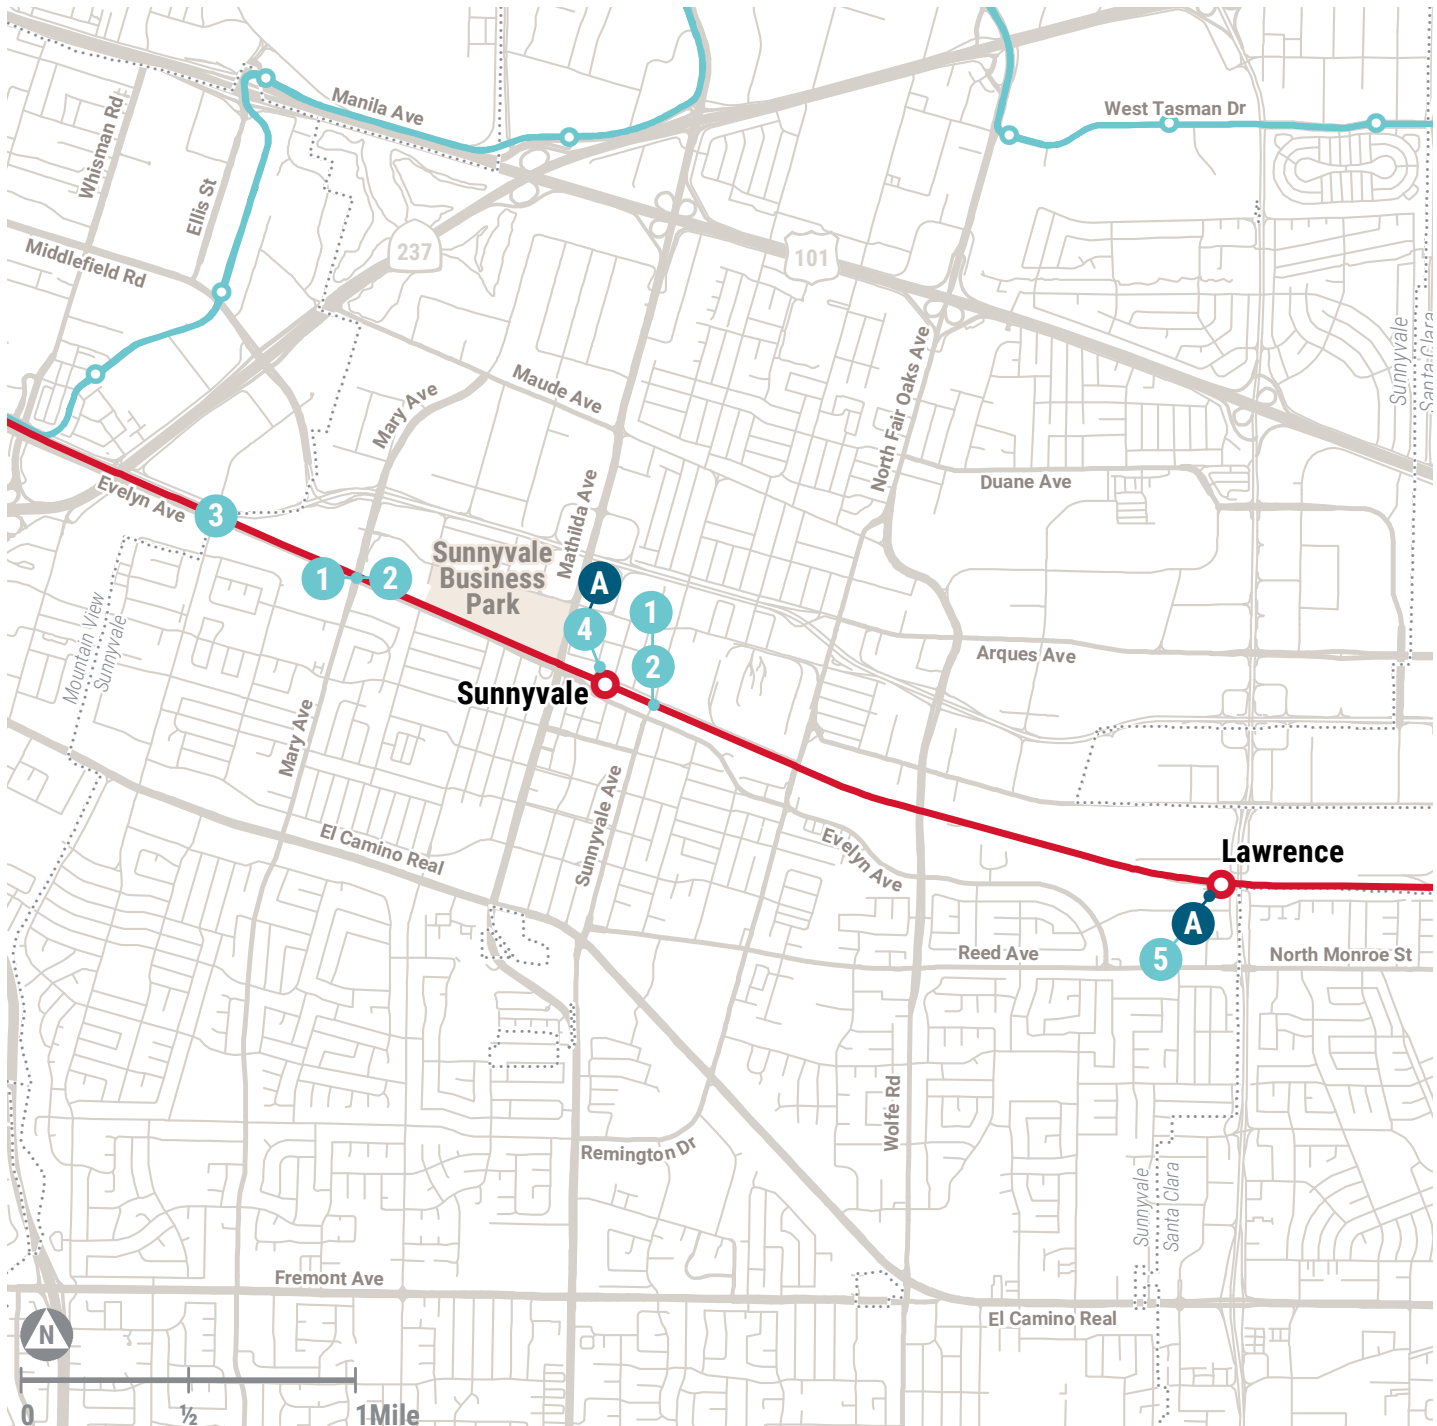 West Tasman Dr
Manila Ave
Whisman Rd
Ellis St
237
101
Middlefield Rd
Sunnyvale
Santa Clara
North Fair Oaks Ave
Maude Ave
Mary Ave
Duane Ave
Evelyn Ave
3
Mathilda Ave
Sunnyvale
Business
Park
1
2
A
4
1
2
Mountain View
Sunnyvale
Arques Ave
Sunnyvale
Mary Ave
Sunnyvale Ave
El Camino Real
Evelyn Ave
Lawrence
A
5
Reed Ave
North Monroe St
Wolfe Rd
Remington Dr
Sunnyvale
Santa Clara
Fremont Ave
El Camino Real
N
0
½
1 Mile